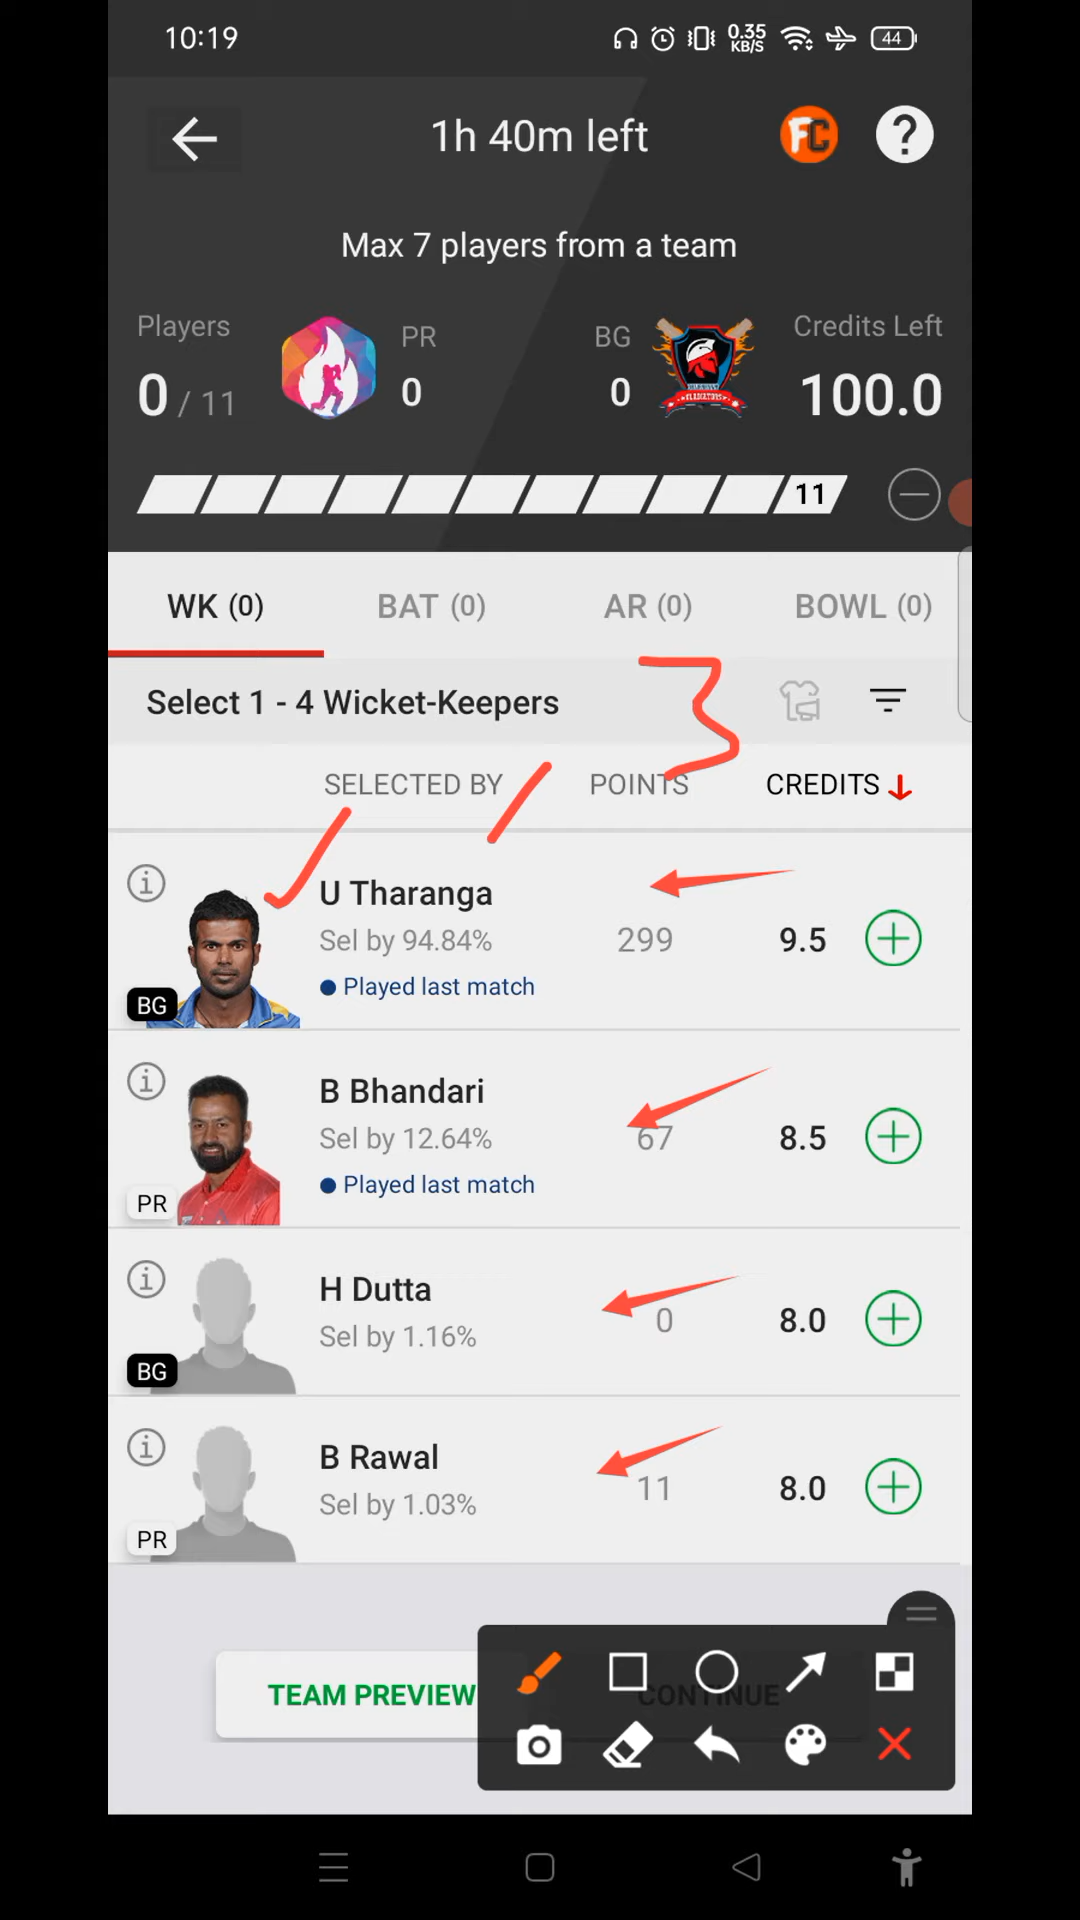 10:19
0.35 KB/S
44
1h 40m left
FC
?
Max 7 players from a team
Players
PR
BG
Credits Left
0 / 11
0
0
100.0
GLADIATORS
11
WK (0)
BAT (0)
AR (0)
BOWL (0)
Select 1 - 4 Wicket-Keepers
3
SELECTED BY
POINTS
CREDITS
U Tharanga
Sel by 94.84%
299
9.5
Played last match
BG
B Bhandari
Sel by 12.64%
67
8.5
Played last match
PR
H Dutta
Sel by 1.16%
0
8.0
BG
B Rawal
Sel by 1.03%
11
8.0
PR
TEAM PREVIEW
CONTINUE